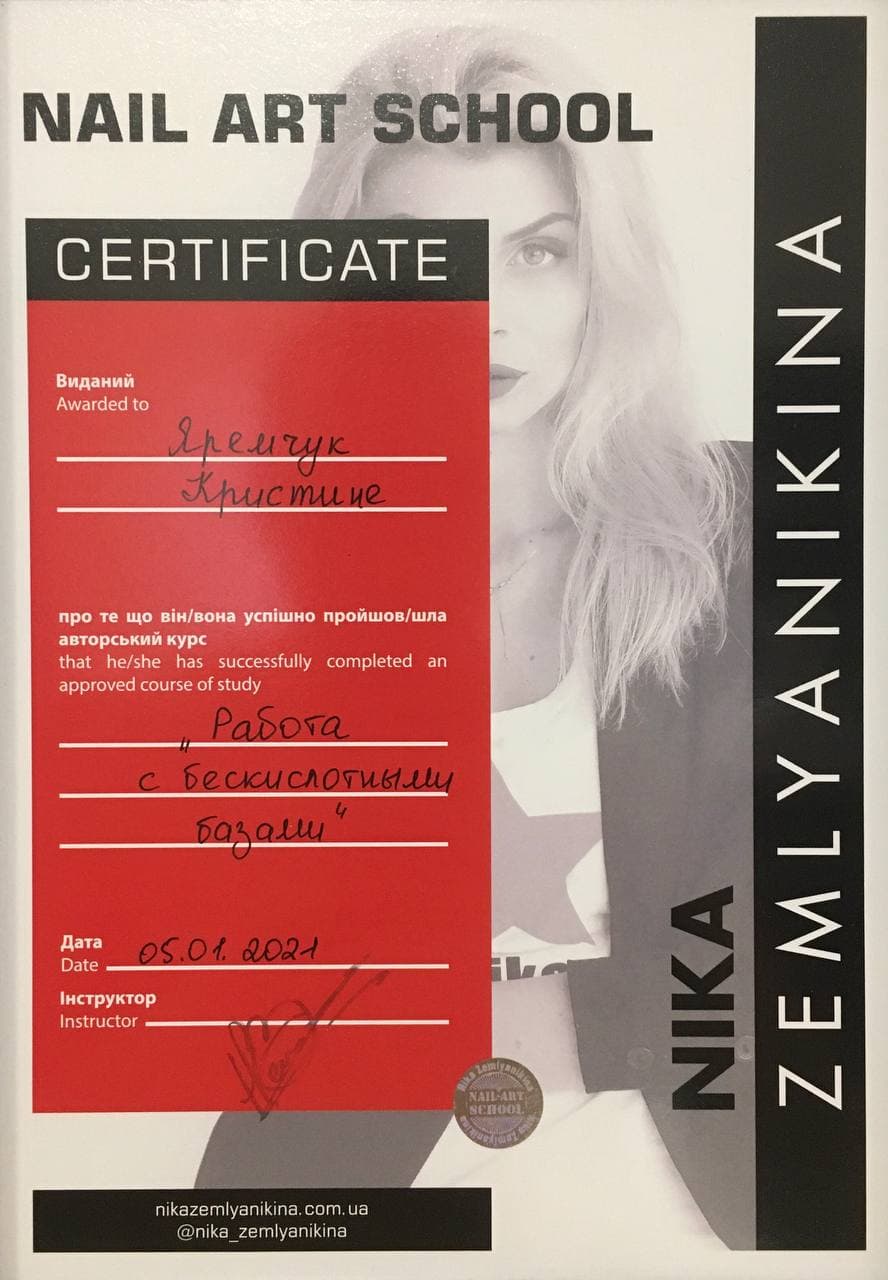 NAIL ART SCHOOL
CERTIFICATE
Виданий
Awarded to
Яремчук
Кристине
про те що він/вона успішно пройшов/шла
авторський курс
that he/she has successfully completed an
approved course of study
„Работа
с бескислотными
базами“
Дата
Date 05.01.2021
Інструктор
Instructor
Nika Zemlyanikina
NAIL-ART
SCHOOL
Nika Zemlyanikina
nikazemlyanikina.com.ua
@nika_zemlyanikina
NIKA
ZEMLYANIKINA